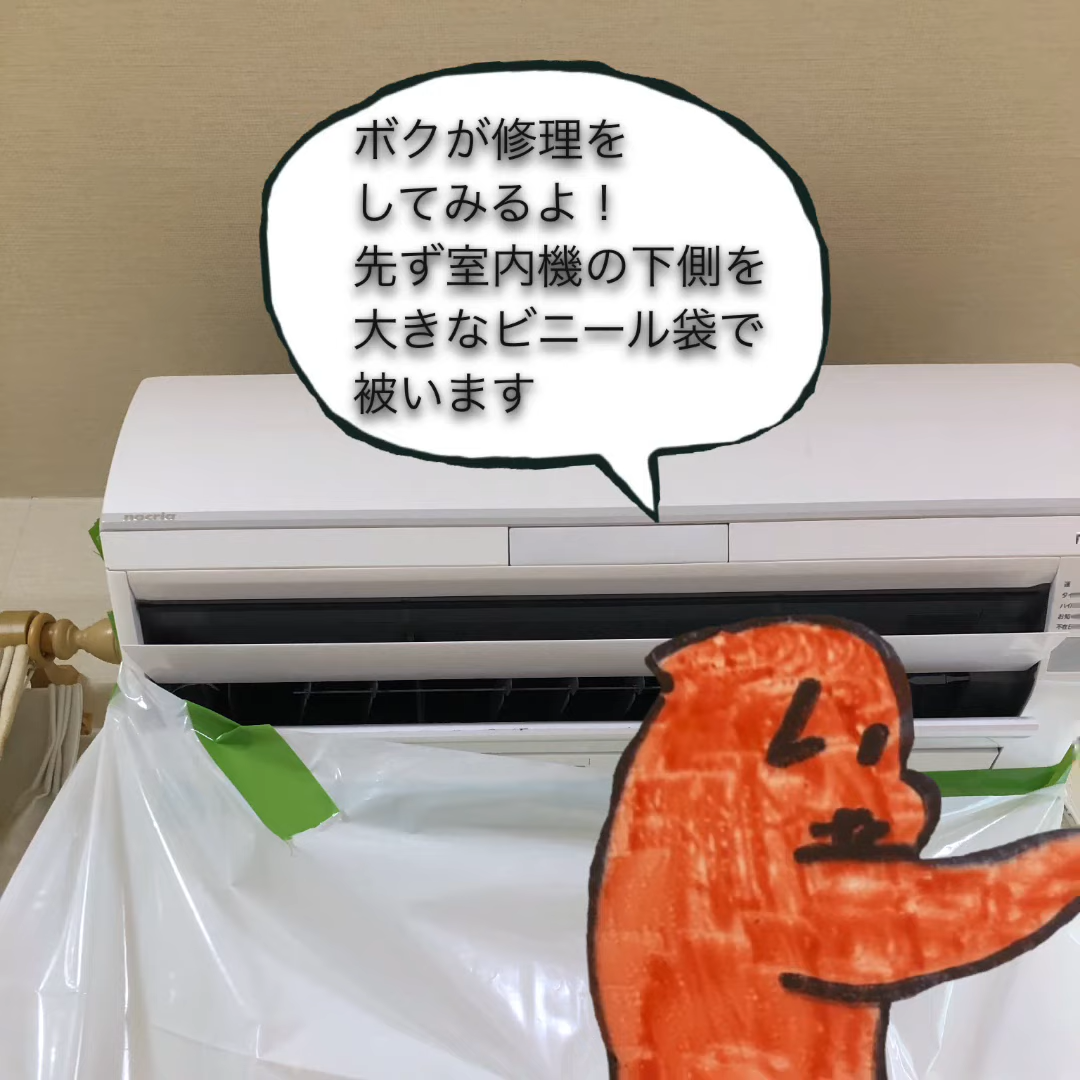 ボクが修理を
してみるよ！
先ず室内機の下側を
大きなビニール袋で
被います
nocria